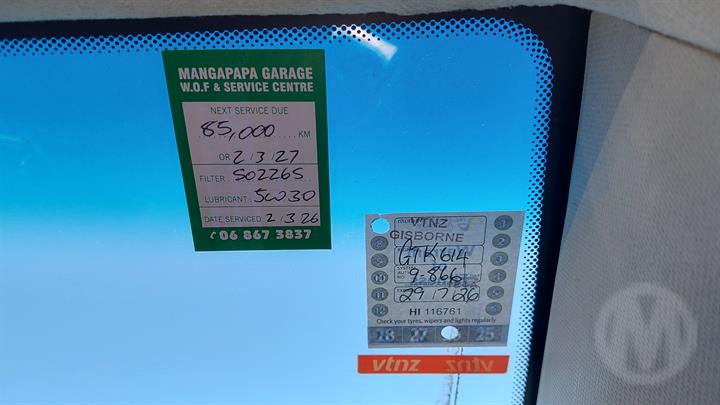 MANGAPAPA GARAGE
W.O.F & SERVICE CENTRE
NEXT SERVICE DUE
85,000.....KM
OR 2/3/27
FILTER SO226S
LUBRICANT 5W30
DATE SERVICED 2/3/26
06 867 3837
VTNZ
GISBORNE
GTK614
9-866
29/7/26
HI 116761
Check your tyres, wipers and lights regularly
28 27 25
vtnz vtnz
M